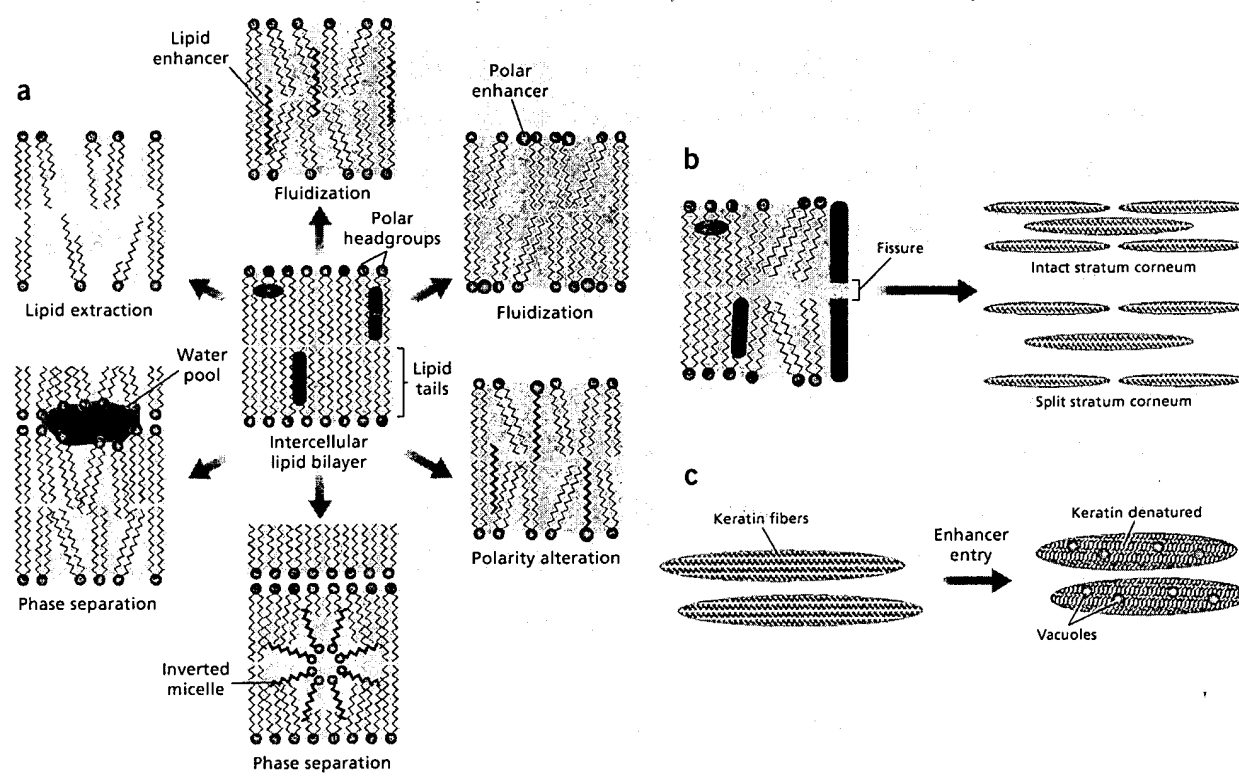 a
Lipid
enhancer
Fluidization
Polar
enhancer
Fluidization
Lipid extraction
Polar
headgroups
Water
pool
Lipid
tails
Intercellular
lipid bilayer
Phase separation
Polarity alteration
Inverted
micelle
Phase separation
b
Fissure
Intact stratum corneum
Split stratum corneum
c
Keratin fibers
Enhancer
entry
Keratin denatured
Vacuoles